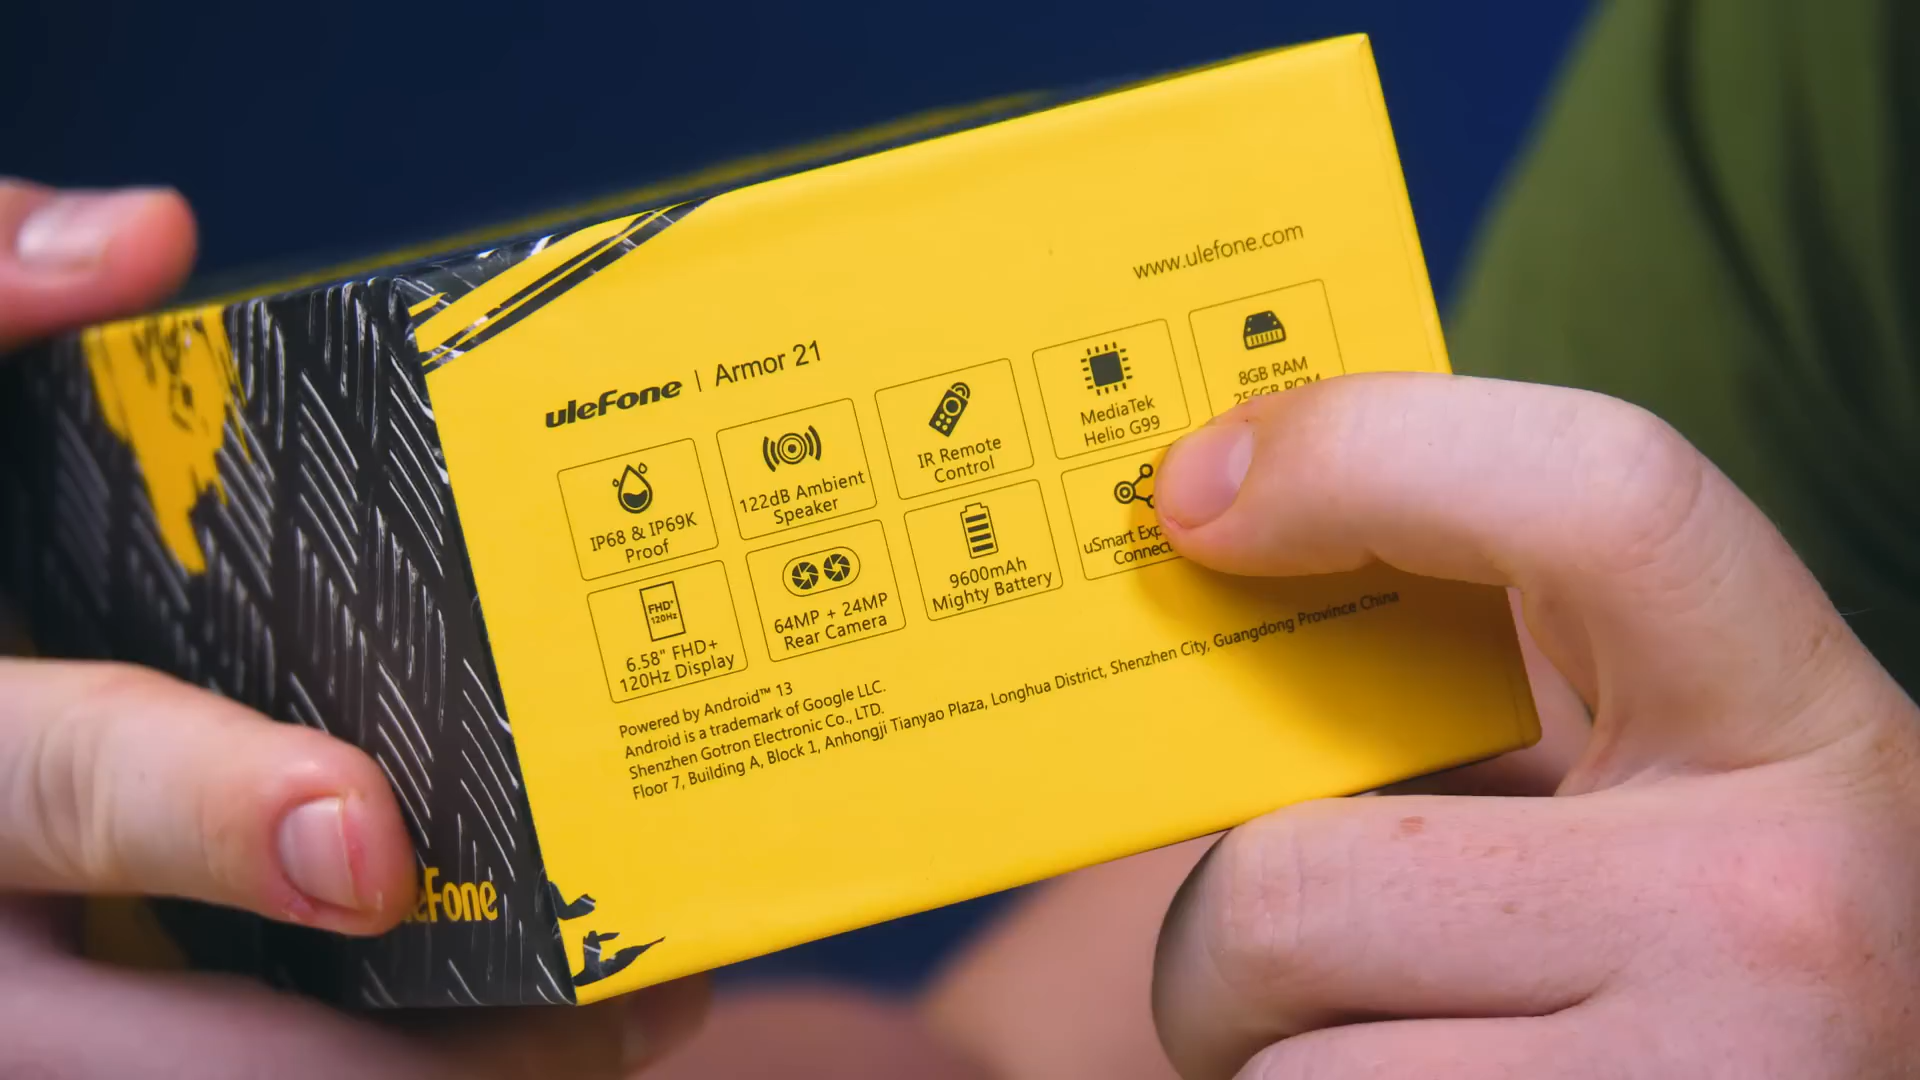 www.ulefone.com
uleFone | Armor 21
IP68 & IP69K
Proof
122dB Ambient
Speaker
IR Remote
Control
MediaTek
Helio G99
8GB RAM
256GB ROM
FHD+
120Hz
6.58" FHD+
120Hz Display
64MP + 24MP
Rear Camera
9600mAh
Mighty Battery
uSmart
Powered by Android™ 13
Android is a trademark of Google LLC.
Shenzhen Gotron Electronic Co., LTD.
Floor 7, Building A, Block 1, Anhongji Tianyao Plaza, Longhua District, Shenzhen City, Guangdong Province China
eFone